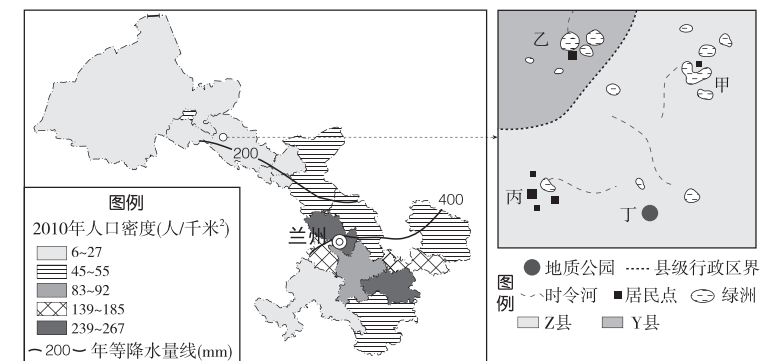 乙
甲
丙
丁
200
400
兰州
图例
2010年人口密度(人/千米²)
6~27
45~55
83~92
139~185
239~267
200 年等降水量线(mm)
图例
地质公园 县级行政区界
时令河 居民点 绿洲
Z县 Y县